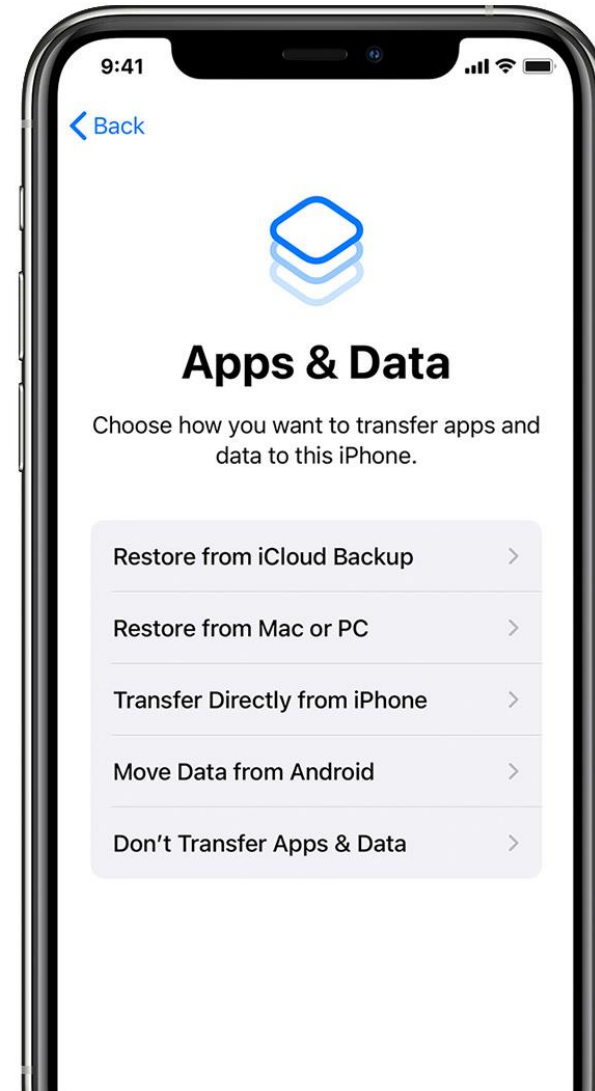 9:41
Back
Apps & Data
Choose how you want to transfer apps and
data to this iPhone.
Restore from iCloud Backup
Restore from Mac or PC
Transfer Directly from iPhone
Move Data from Android
Don’t Transfer Apps & Data